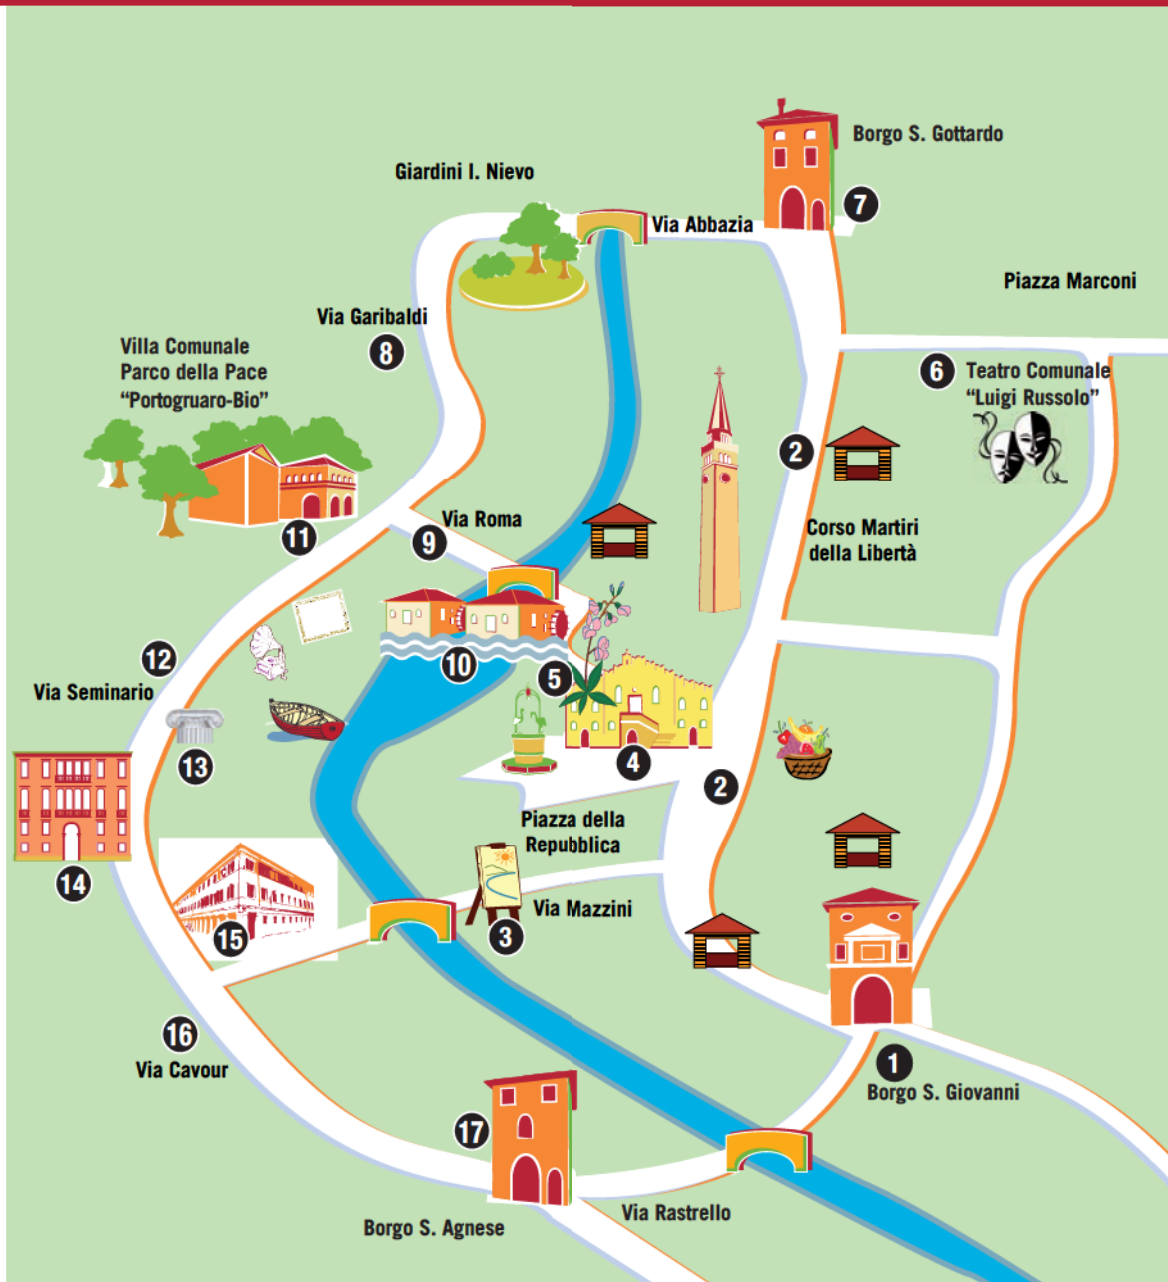 Borgo S. Gottardo
7
Giardini I. Nievo
Via Abbazia
Piazza Marconi
Via Garibaldi
8
Villa Comunale
Parco della Pace
“Portogruaro-Bio”
6
Teatro Comunale
“Luigi Russolo”
2
Corso Martiri
della Libertà
Via Roma
9
11
10
5
12
Via Seminario
13
4
2
Piazza della
Repubblica
14
15
Via Mazzini
3
16
Via Cavour
1
Borgo S. Giovanni
17
Via Rastrello
Borgo S. Agnese